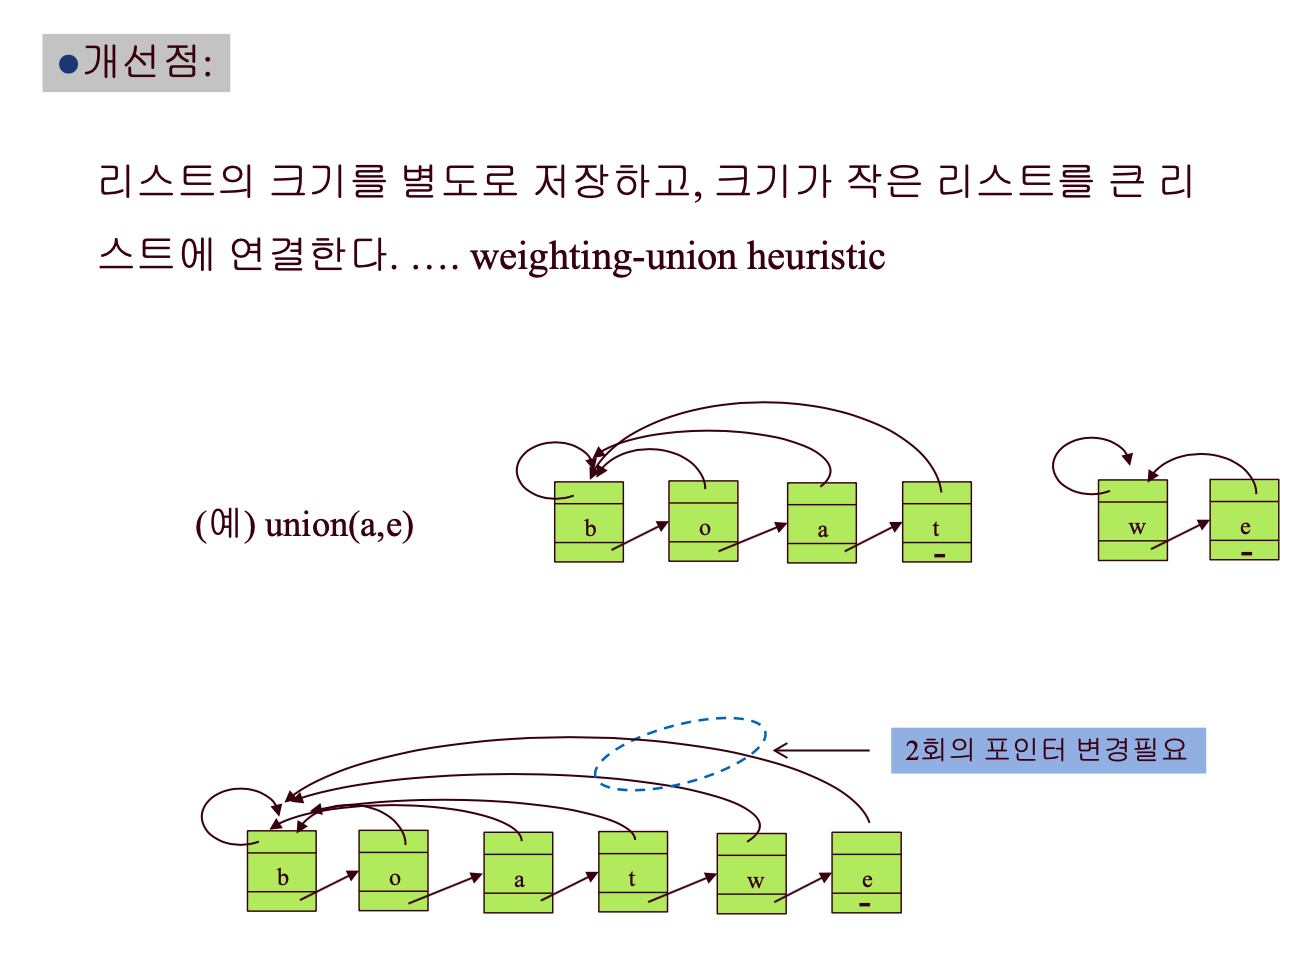 ●개선점:
리스트의 크기를 별도로 저장하고, 크기가 작은 리스트를 큰 리
스트에 연결한다. …. weighting-union heuristic
(예) union(a,e)
b o a t w e
2회의 포인터 변경필요
b o a t w e